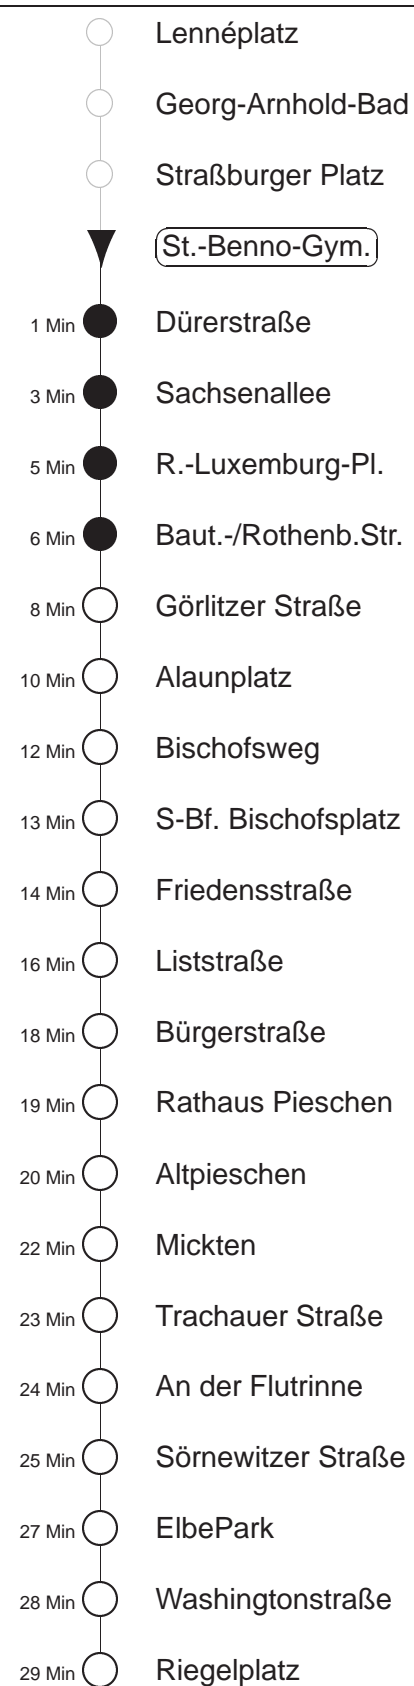 Lennéplatz
Georg-Arnhold-Bad
Straßburger Platz
St.-Benno-Gym.
1 Min Dürerstraße
3 Min Sachsenallee
5 Min R.-Luxemburg-Pl.
6 Min Baut.-/Rothenb.Str.
8 Min Görlitzer Straße
10 Min Alaunplatz
12 Min Bischofsweg
13 Min S-Bf. Bischofsplatz
14 Min Friedensstraße
16 Min Liststraße
18 Min Bürgerstraße
19 Min Rathaus Pieschen
20 Min Altpieschen
22 Min Mickten
23 Min Trachauer Straße
24 Min An der Flutrinne
25 Min Sörnewitzer Straße
27 Min ElbePark
28 Min Washingtonstraße
29 Min Riegelplatz